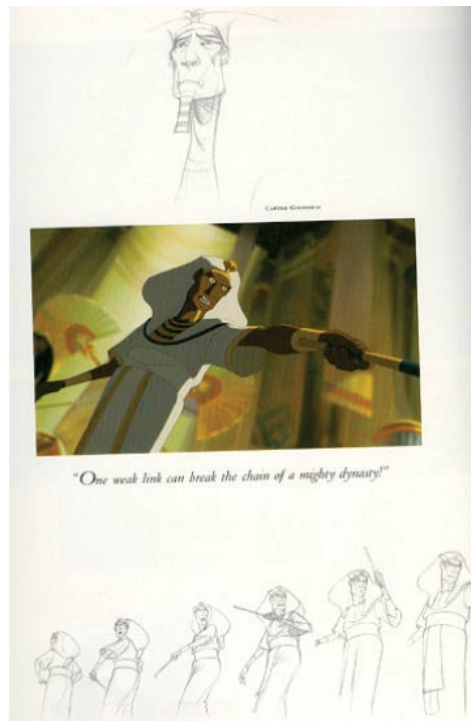 CARTER GOODRICH
"One weak link can break the chain of a mighty dynasty!"